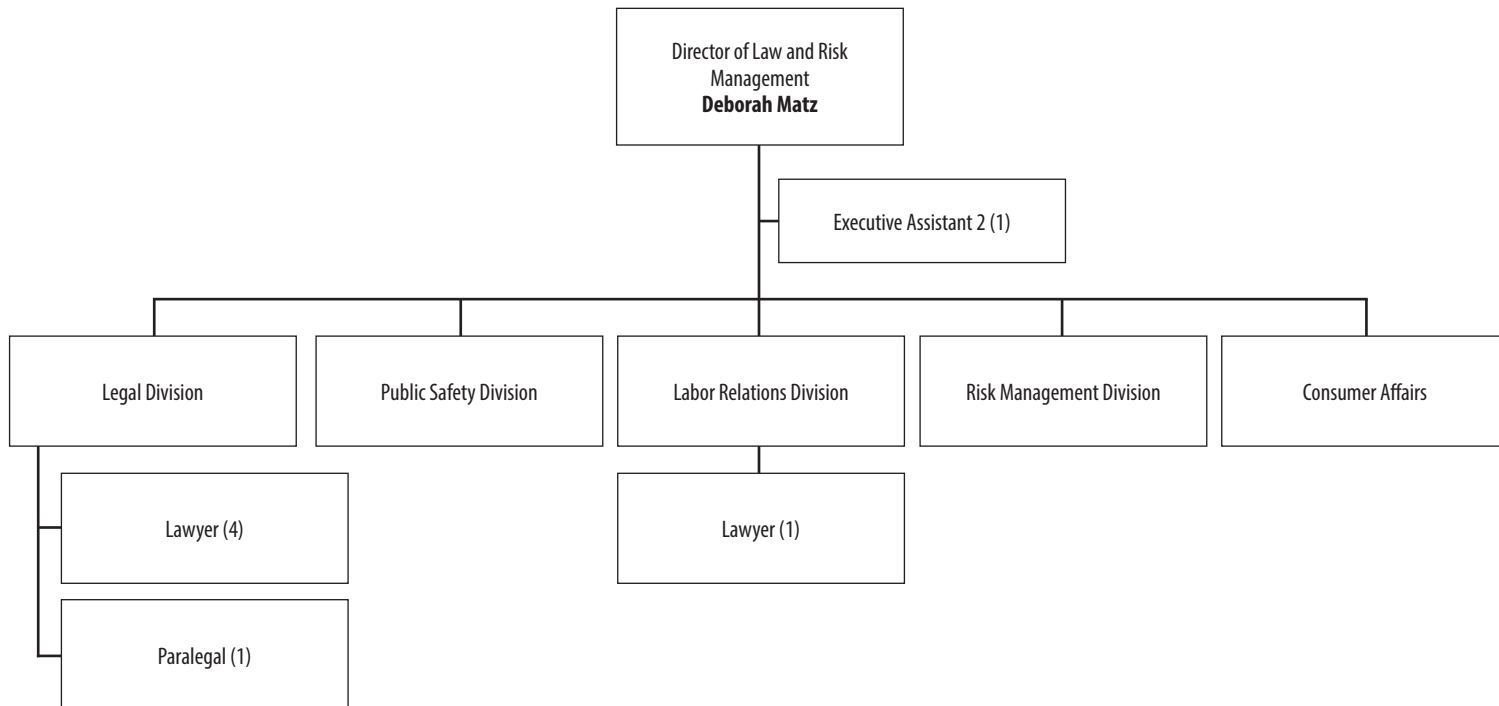 Director of Law and Risk
Management
Deborah Matz
Executive Assistant 2 (1)
Legal Division
Public Safety Division
Labor Relations Division
Risk Management Division
Consumer Affairs
Lawyer (4)
Lawyer (1)
Paralegal (1)